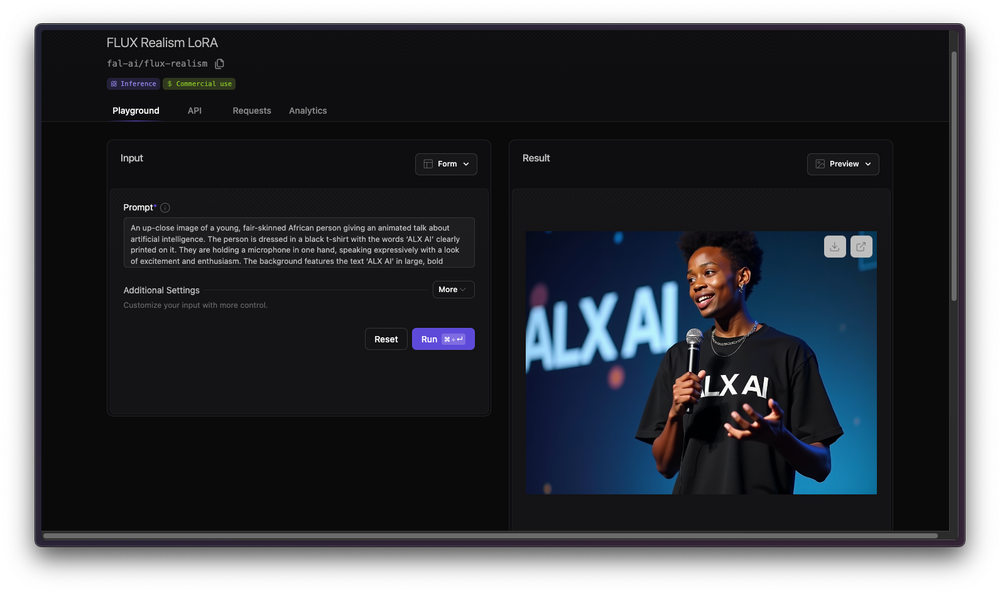 FLUX Realism LoRA
fal-ai/flux-realism
Inference
$ Commercial use
Playground
API
Requests
Analytics
Input
Form
Prompt*
An up-close image of a young, fair-skinned African person giving an animated talk about
artificial intelligence. The person is dressed in a black t-shirt with the words ‘ALX AI’ clearly
printed on it. They are holding a microphone in one hand, speaking expressively with a look
of excitement and enthusiasm. The background features the text ‘ALX AI’ in large, bold
Additional Settings
More
Customize your input with more control.
Reset
Run ⌘+↵
Result
Preview
ALX AI
ALX AI